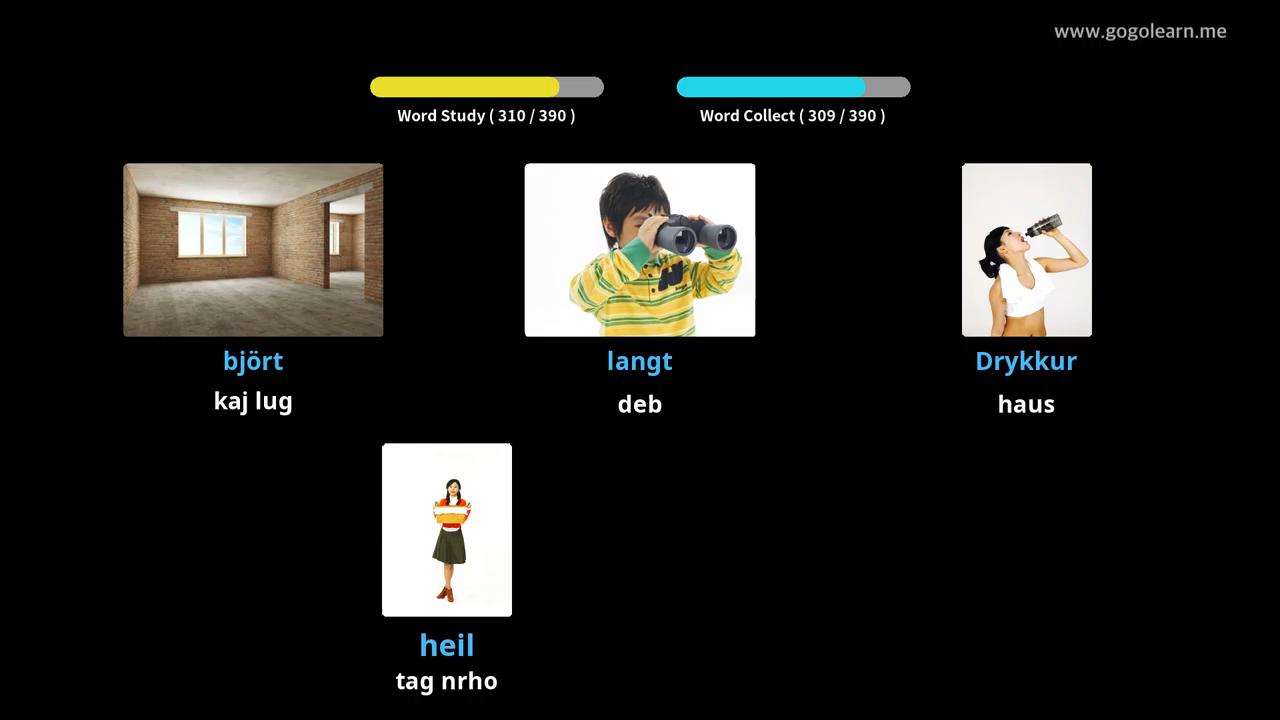 www.gogolearn.me
Word Study ( 310 / 390 )
Word Collect ( 309 / 390 )
björt
kaj lug
langt
deb
Drykkur
haus
heil
tag nrho